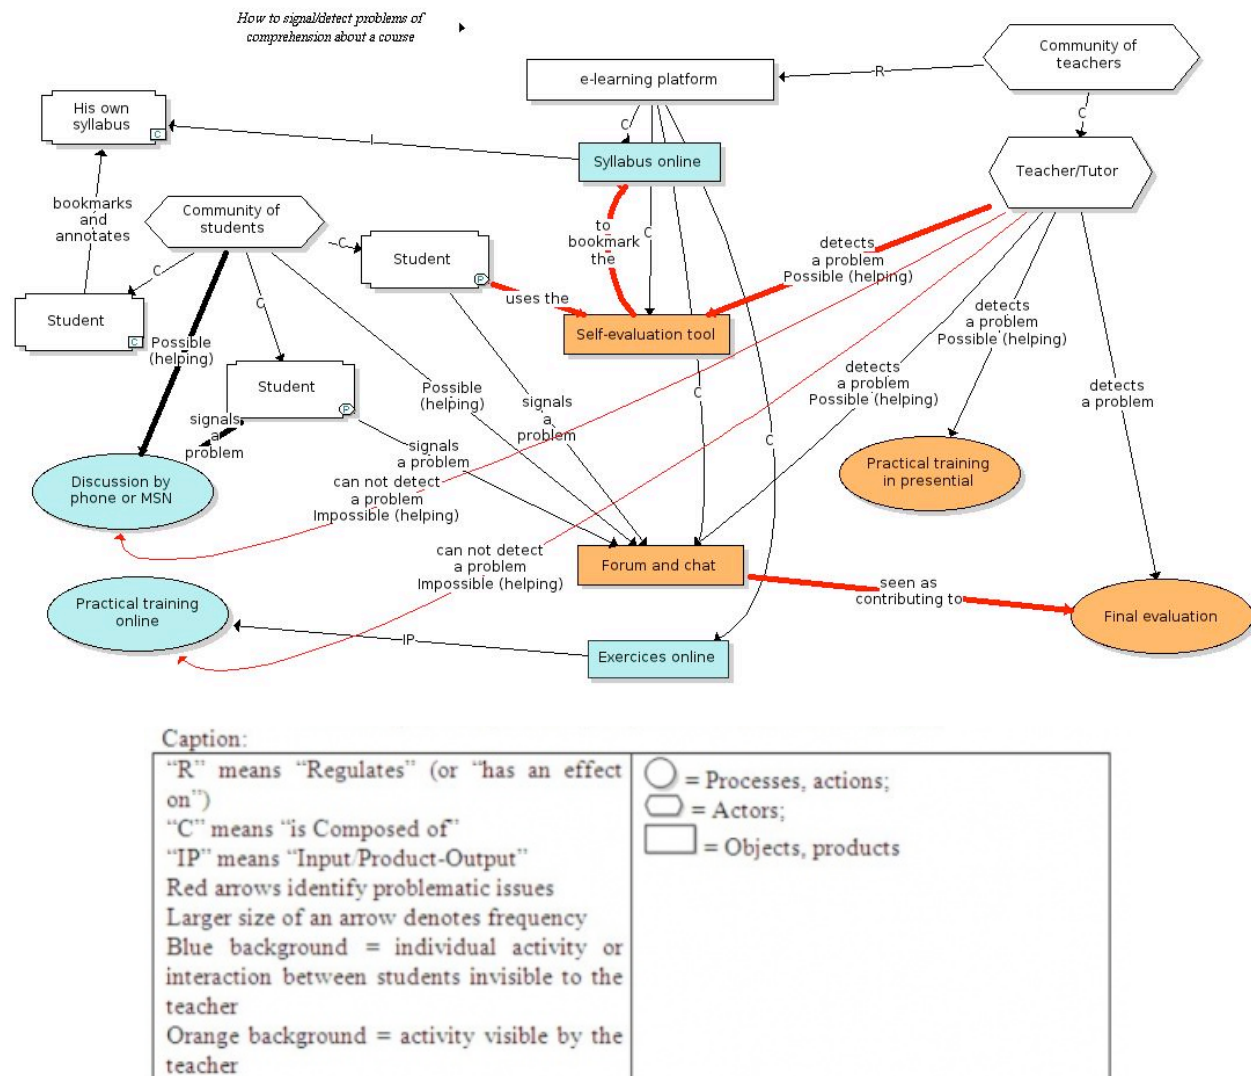 How to signal/detect problems of
comprehension about a course
Community of
teachers
e-learning platform
R
His own
syllabus
C
C
C
I
Syllabus online
Teacher/Tutor
bookmarks
and
annotates
Community of
students
to
bookmark
the
C
C
Student
P
detects
a problem
Possible (helping)
C
uses the
C
Student
C
Self-evaluation tool
detects
a problem
Possible (helping)
Possible
(helping)
Student
P
Possible
(helping)
signals
a
problem
C
detects
a problem
Possible (helping)
detects
a problem
signals
a
problem
signals
a problem
C
Discussion by
phone or MSN
can not detect
a problem
Impossible (helping)
Practical training
in presential
can not detect
a problem
Impossible (helping)
Forum and chat
seen as
contributing to
Practical training
online
Final evaluation
IP
Exercices online
Caption:
“R” means “Regulates” (or “has an effect
on”)
“C” means “is Composed of”
“IP” means “Input/Product-Output”
Red arrows identify problematic issues
Larger size of an arrow denotes frequency
Blue background = individual activity or
interaction between students invisible to the
teacher
Orange background = activity visible by the
teacher
= Processes, actions;
= Actors;
= Objects, products